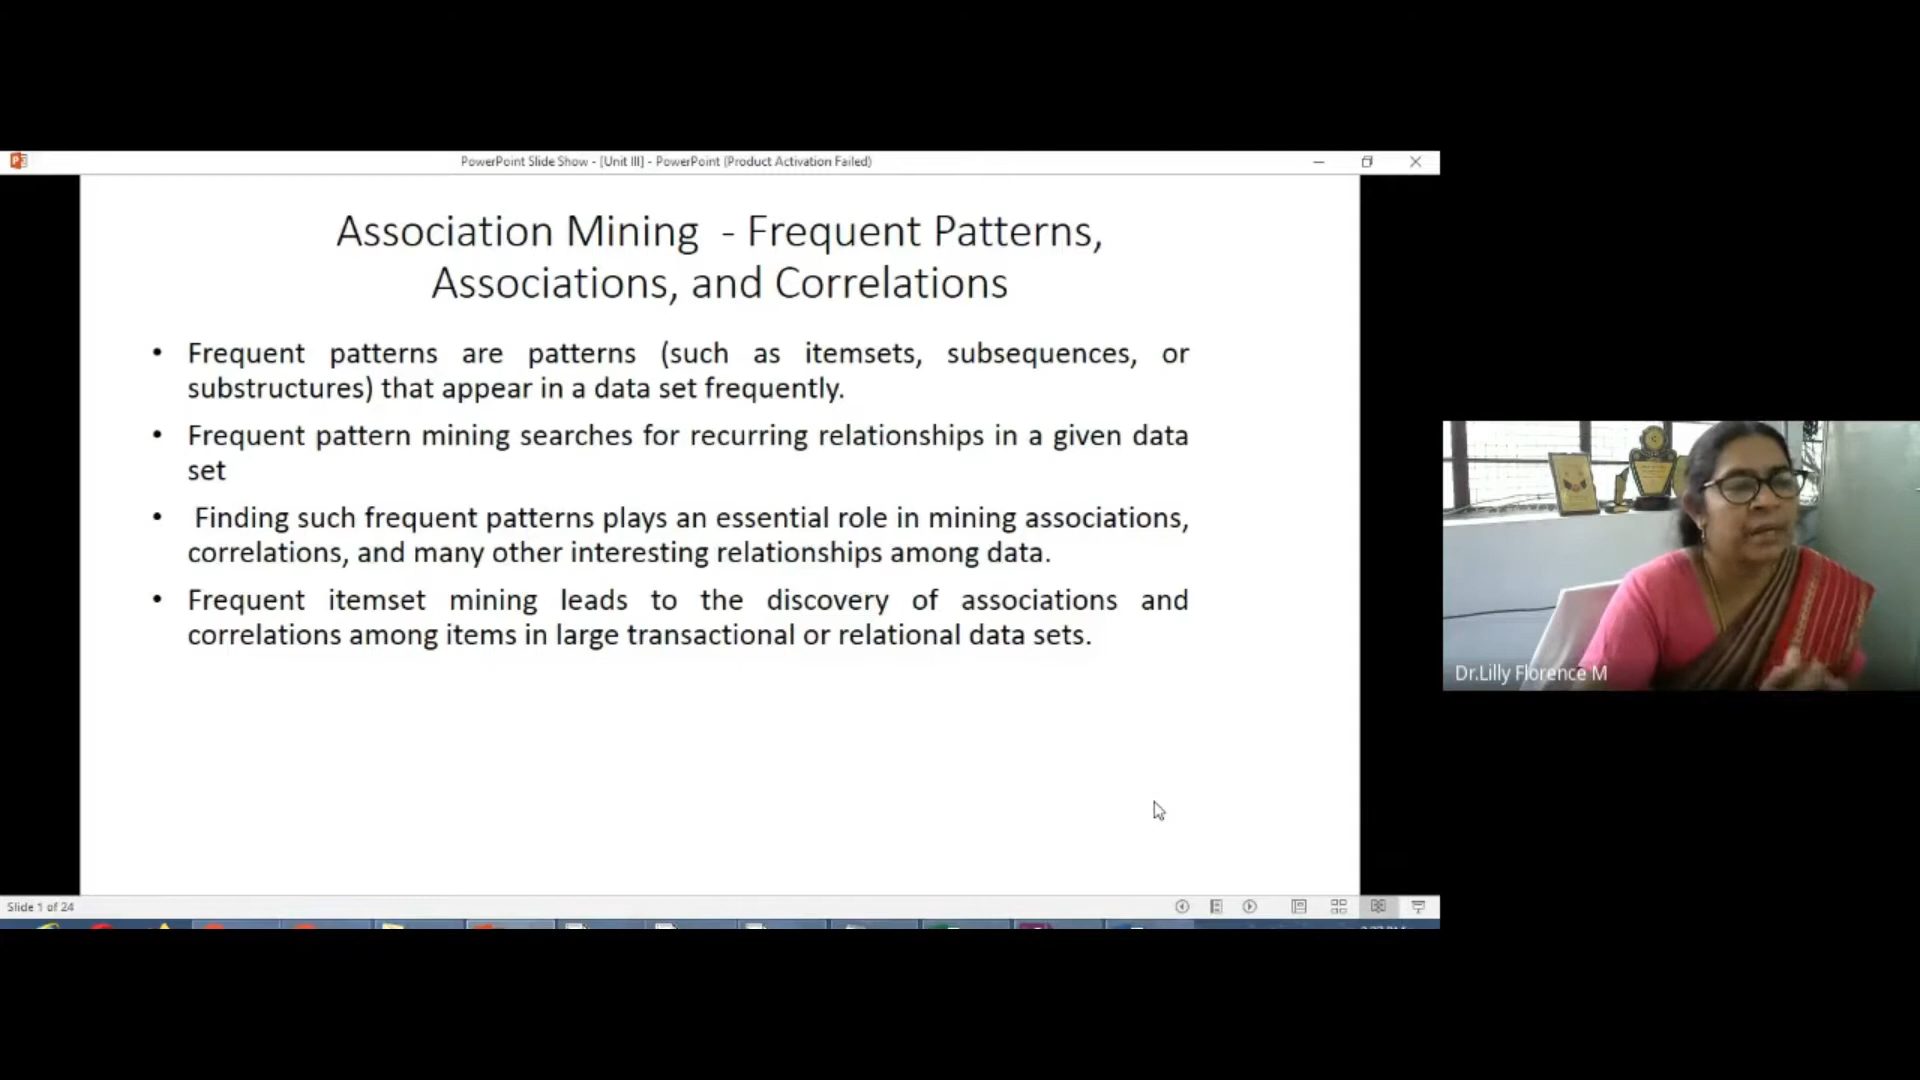 PowerPoint Slide Show - [Unit III] - PowerPoint (Product Activation Failed)
Association Mining - Frequent Patterns,
Associations, and Correlations
• Frequent patterns are patterns (such as itemsets, subsequences, or
substructures) that appear in a data set frequently.
• Frequent pattern mining searches for recurring relationships in a given data
set
• Finding such frequent patterns plays an essential role in mining associations,
correlations, and many other interesting relationships among data.
• Frequent itemset mining leads to the discovery of associations and
correlations among items in large transactional or relational data sets.
Dr.Lilly Florence M
Slide 1 of 24